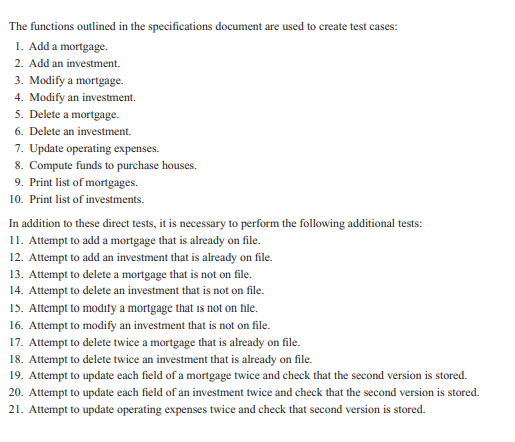 The functions outlined in the specifications document are used to create test cases:
1. Add a mortgage.
2. Add an investment.
3. Modify a mortgage.
4. Modify an investment.
5. Delete a mortgage.
6. Delete an investment.
7. Update operating expenses.
8. Compute funds to purchase houses.
9. Print list of mortgages.
10. Print list of investments.
In addition to these direct tests, it is necessary to perform the following additional tests:
11. Attempt to add a mortgage that is already on file.
12. Attempt to add an investment that is already on file.
13. Attempt to delete a mortgage that is not on file.
14. Attempt to delete an investment that is not on file.
15. Attempt to modify a mortgage that is not on file.
16. Attempt to modify an investment that is not on file.
17. Attempt to delete twice a mortgage that is already on file.
18. Attempt to delete twice an investment that is already on file.
19. Attempt to update each field of a mortgage twice and check that the second version is stored.
20. Attempt to update each field of an investment twice and check that the second version is stored.
21. Attempt to update operating expenses twice and check that second version is stored.